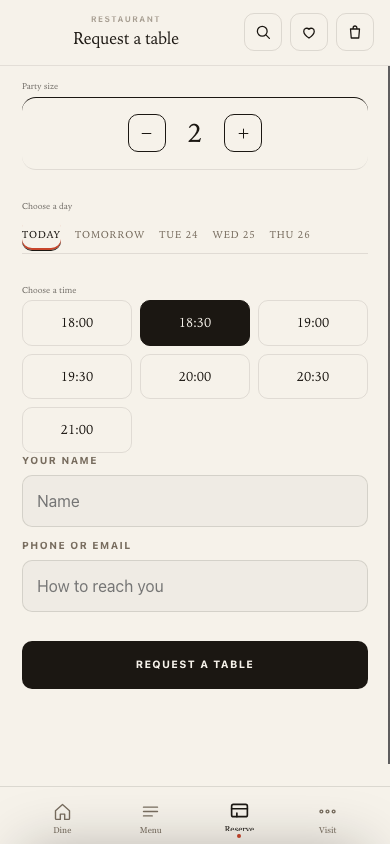 RESTAURANT
Request a table
Party size
− 2 +
Choose a day
TODAY TOMORROW TUE 24 WED 25 THU 26
Choose a time
18:00 18:30 19:00
19:30 20:00 20:30
21:00
YOUR NAME
Name
PHONE OR EMAIL
How to reach you
REQUEST A TABLE
Dine Menu Reserve Visit